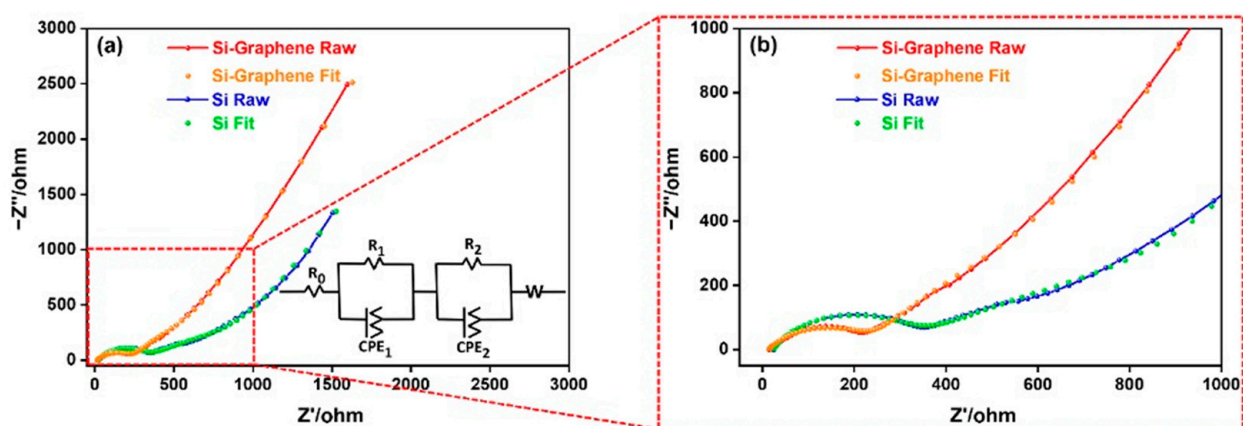 (a)
Si-Graphene Raw
Si-Graphene Fit
Si Raw
Si Fit
3000
2500
2000
1500
1000
500
0
−Z''/ohm
R₀
R₁
CPE₁
R₂
CPE₂
W
0 500 1000 1500 2000 2500 3000
Z'/ohm
(b)
Si-Graphene Raw
Si-Graphene Fit
Si Raw
Si Fit
1000
800
600
400
200
0
−Z''/ohm
0 200 400 600 800 1000
Z'/ohm